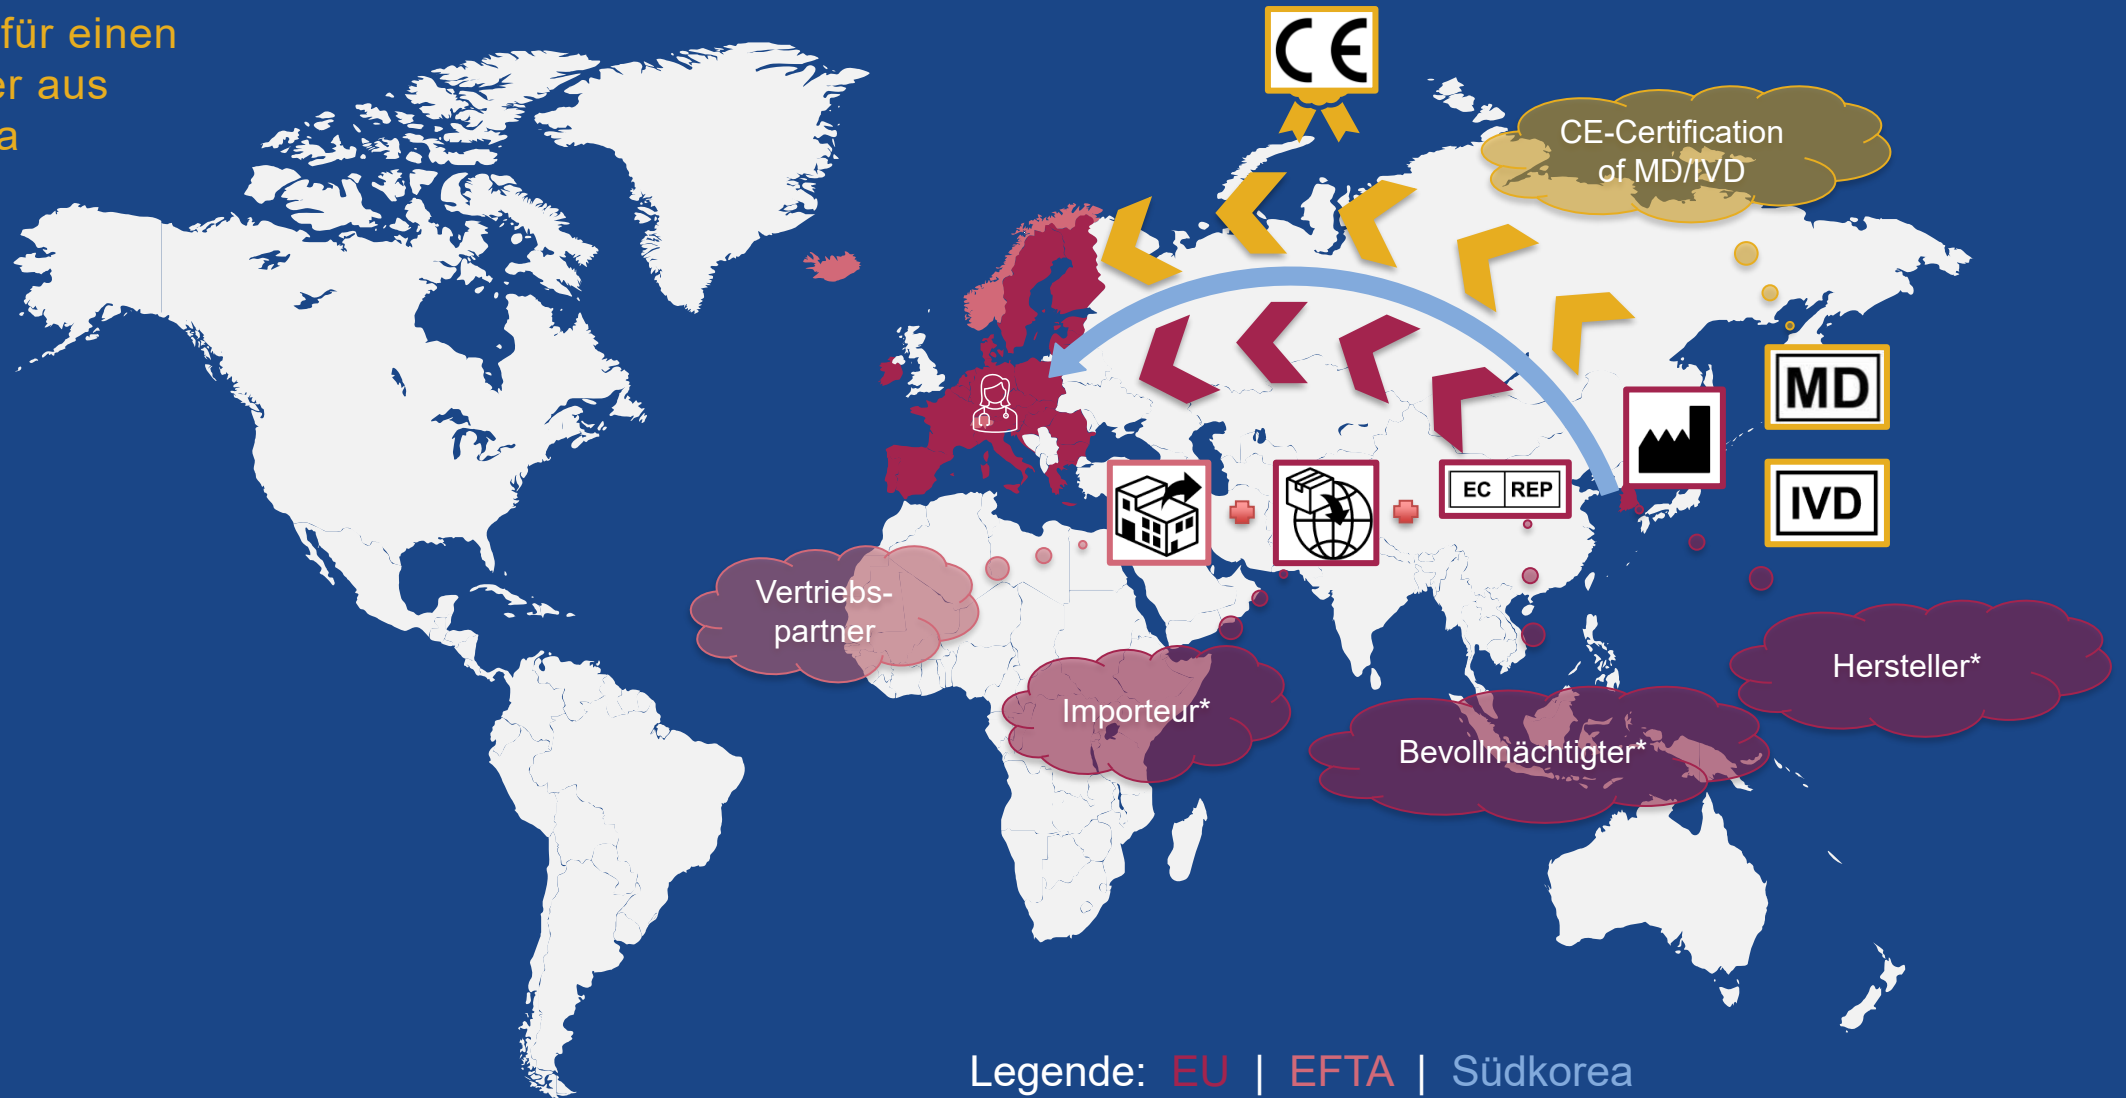 für einen
er aus
a
CE
CE-Certification
of MD/IVD
MD
IVD
EC REP
Vertriebs-
partner
Importeur*
Bevollmächtigter*
Hersteller*
Legende: EU | EFTA | Südkorea